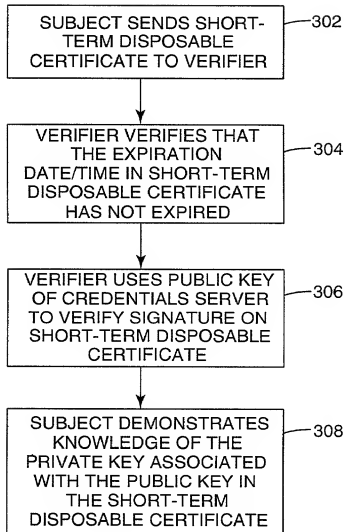 SUBJECT SENDS SHORT-
TERM DISPOSABLE
CERTIFICATE TO VERIFIER
302
VERIFIER VERIFIES THAT
THE EXPIRATION
DATE/TIME IN SHORT-TERM
DISPOSABLE CERTIFICATE
HAS NOT EXPIRED
304
VERIFIER USES PUBLIC KEY
OF CREDENTIALS SERVER
TO VERIFY SIGNATURE ON
SHORT-TERM DISPOSABLE
CERTIFICATE
306
SUBJECT DEMONSTRATES
KNOWLEDGE OF THE
PRIVATE KEY ASSOCIATED
WITH THE PUBLIC KEY IN
THE SHORT-TERM
DISPOSABLE CERTIFICATE
308